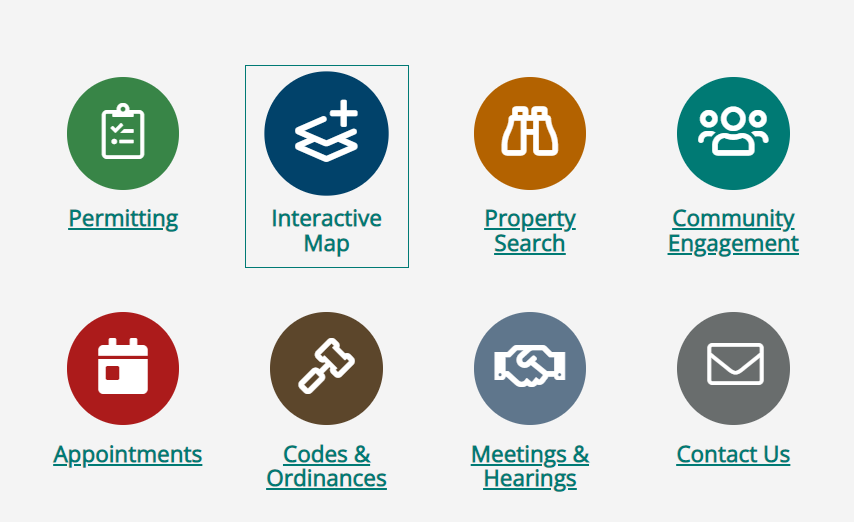 Permitting
Interactive
Map
Property
Search
Community
Engagement
Appointments
Codes &
Ordinances
Meetings &
Hearings
Contact Us